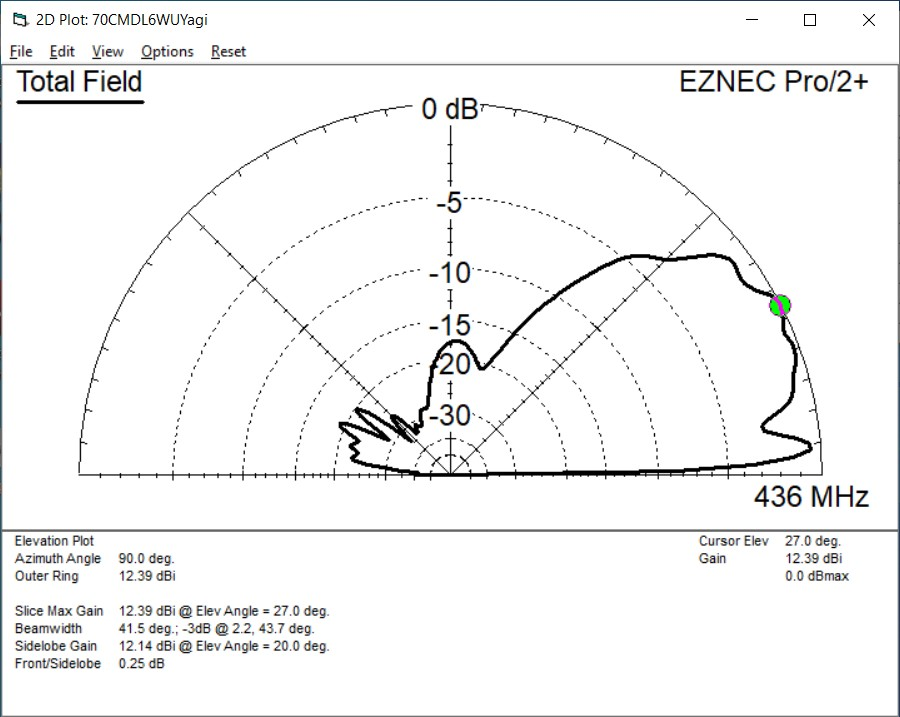 2D Plot: 70CMDL6WUYagi
File Edit View Options Reset
Total Field
EZNEC Pro/2+
0 dB
-5
-10
-15
-20
-30
436 MHz
Elevation Plot
Azimuth Angle 90.0 deg.
Outer Ring 12.39 dBi
Cursor Elev 27.0 deg.
Gain 12.39 dBi
0.0 dBmax
Slice Max Gain 12.39 dBi @ Elev Angle = 27.0 deg.
Beamwidth 41.5 deg.; -3dB @ 2.2, 43.7 deg.
Sidelobe Gain 12.14 dBi @ Elev Angle = 20.0 deg.
Front/Sidelobe 0.25 dB